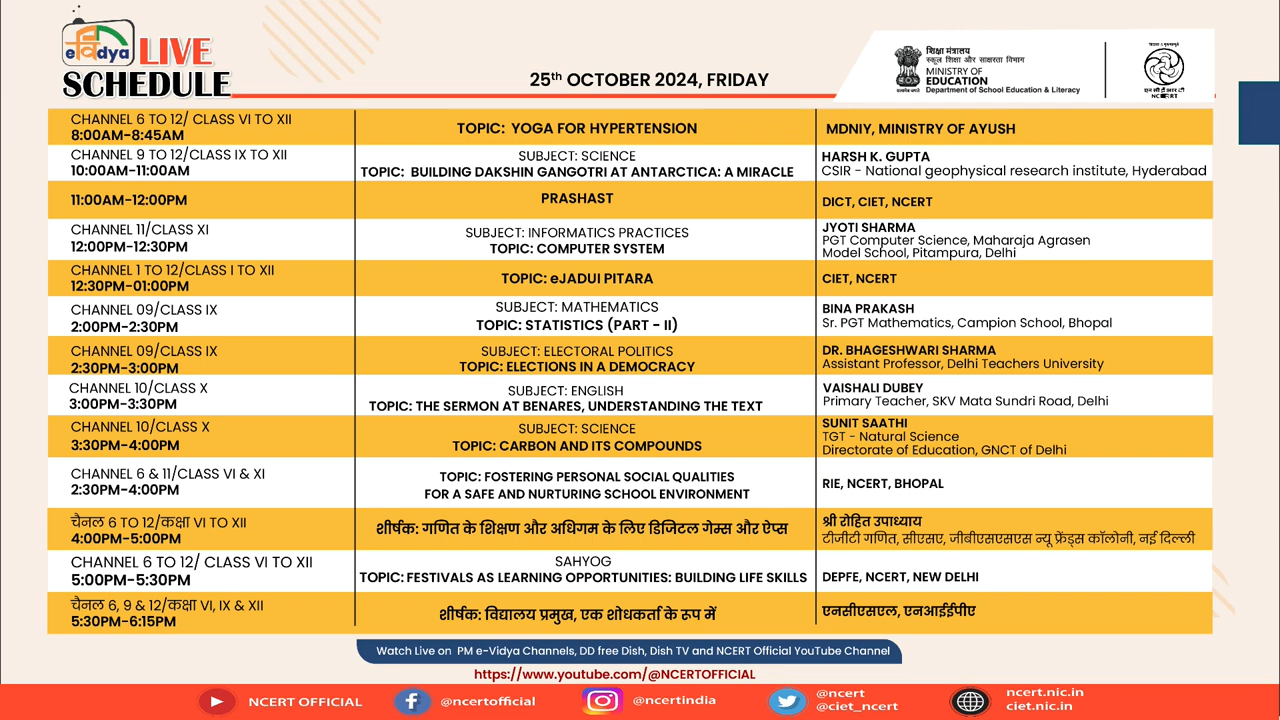 eविद्या
LIVE
SCHEDULE
25th OCTOBER 2024, FRIDAY
शिक्षा मंत्रालय
स्कूल शिक्षा और साक्षरता विभाग
MINISTRY OF
EDUCATION
Department of School Education & Literacy
सत्यमेव जयते
एन सी ई आर टी
NCERT
CHANNEL 6 TO 12/ CLASS VI TO XII
8:00AM-8:45AM
TOPIC: YOGA FOR HYPERTENSION
MDNIY, MINISTRY OF AYUSH
CHANNEL 9 TO 12/CLASS IX TO XII
10:00AM-11:00AM
SUBJECT: SCIENCE
TOPIC: BUILDING DAKSHIN GANGOTRI AT ANTARCTICA: A MIRACLE
HARSH K. GUPTA
CSIR - National geophysical research institute, Hyderabad
11:00AM-12:00PM
PRASHAST
DICT, CIET, NCERT
CHANNEL 11/CLASS XI
12:00PM-12:30PM
SUBJECT: INFORMATICS PRACTICES
TOPIC: COMPUTER SYSTEM
JYOTI SHARMA
PGT Computer Science, Maharaja Agrasen
Model School, Pitampura, Delhi
CHANNEL 1 TO 12/CLASS I TO XII
12:30PM-01:00PM
TOPIC: eJADUI PITARA
CIET, NCERT
CHANNEL 09/CLASS IX
2:00PM-2:30PM
SUBJECT: MATHEMATICS
TOPIC: STATISTICS (PART - II)
BINA PRAKASH
Sr. PGT Mathematics, Campion School, Bhopal
CHANNEL 09/CLASS IX
2:30PM-3:00PM
SUBJECT: ELECTORAL POLITICS
TOPIC: ELECTIONS IN A DEMOCRACY
DR. BHAGESHWARI SHARMA
Assistant Professor, Delhi Teachers University
CHANNEL 10/CLASS X
3:00PM-3:30PM
SUBJECT: ENGLISH
TOPIC: THE SERMON AT BENARES, UNDERSTANDING THE TEXT
VAISHALI DUBEY
Primary Teacher, SKV Mata Sundri Road, Delhi
CHANNEL 10/CLASS X
3:30PM-4:00PM
SUBJECT: SCIENCE
TOPIC: CARBON AND ITS COMPOUNDS
SUNIT SAATHI
TGT - Natural Science
Directorate of Education, GNCT of Delhi
CHANNEL 6 & 11/CLASS VI & XI
2:30PM-4:00PM
TOPIC: FOSTERING PERSONAL SOCIAL QUALITIES
FOR A SAFE AND NURTURING SCHOOL ENVIRONMENT
RIE, NCERT, BHOPAL
चैनल 6 TO 12/कक्षा VI TO XII
4:00PM-5:00PM
शीर्षक: गणित के शिक्षण और अधिगम के लिए डिजिटल गेम्स और ऐप्स
श्री रोहित उपाध्याय
टीजीटी गणित, सीएसए, जीबीएसएसएस न्यू फ्रेंड्स कॉलोनी, नई दिल्ली
CHANNEL 6 TO 12/ CLASS VI TO XII
5:00PM-5:30PM
SAHYOG
TOPIC: FESTIVALS AS LEARNING OPPORTUNITIES: BUILDING LIFE SKILLS
DEPFE, NCERT, NEW DELHI
चैनल 6, 9 & 12/कक्षा VI, IX & XII
5:30PM-6:15PM
शीर्षक: विद्यालय प्रमुख, एक शोधकर्ता के रूप में
एनसीएसएल, एनआईईपीए
Watch Live on PM e-Vidya Channels, DD free Dish, Dish TV and NCERT Official YouTube Channel
https://www.youtube.com/@NCERTOFFICIAL
NCERT OFFICIAL
@ncertofficial
@ncertindia
@ncert
@ciet_ncert
ncert.nic.in
ciet.nic.in